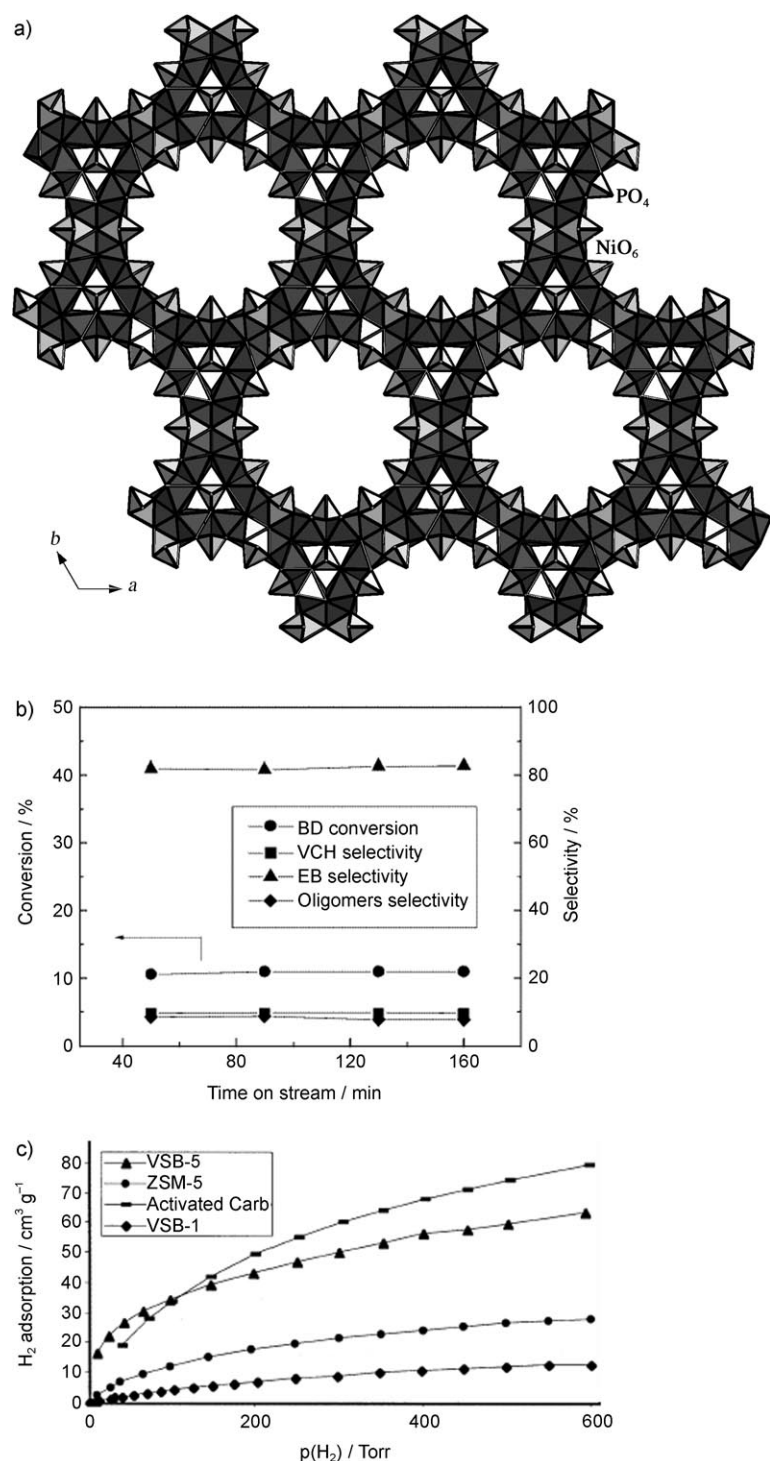 a)
PO₄
NiO₆
b
a
b)
50
40
30
20
10
0
Conversion / %
100
80
60
40
20
0
Selectivity / %
BD conversion
VCH selectivity
EB selectivity
Oligomers selectivity
40
80
120
160
Time on stream / min
c)
80
70
60
50
40
30
20
10
0
H₂ adsorption / cm³ g⁻¹
VSB-5
ZSM-5
Activated Carb
VSB-1
0
200
400
600
p(H₂) / Torr